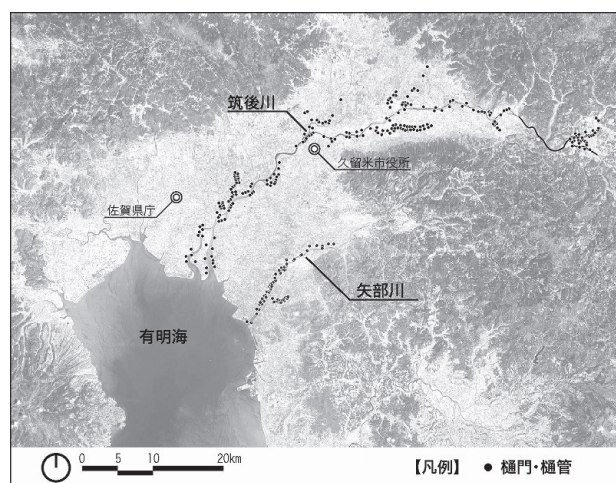 筑後川
久留米市役所
佐賀県庁
矢部川
有明海
0 5 10 20km
【凡例】 ● 樋門・樋管